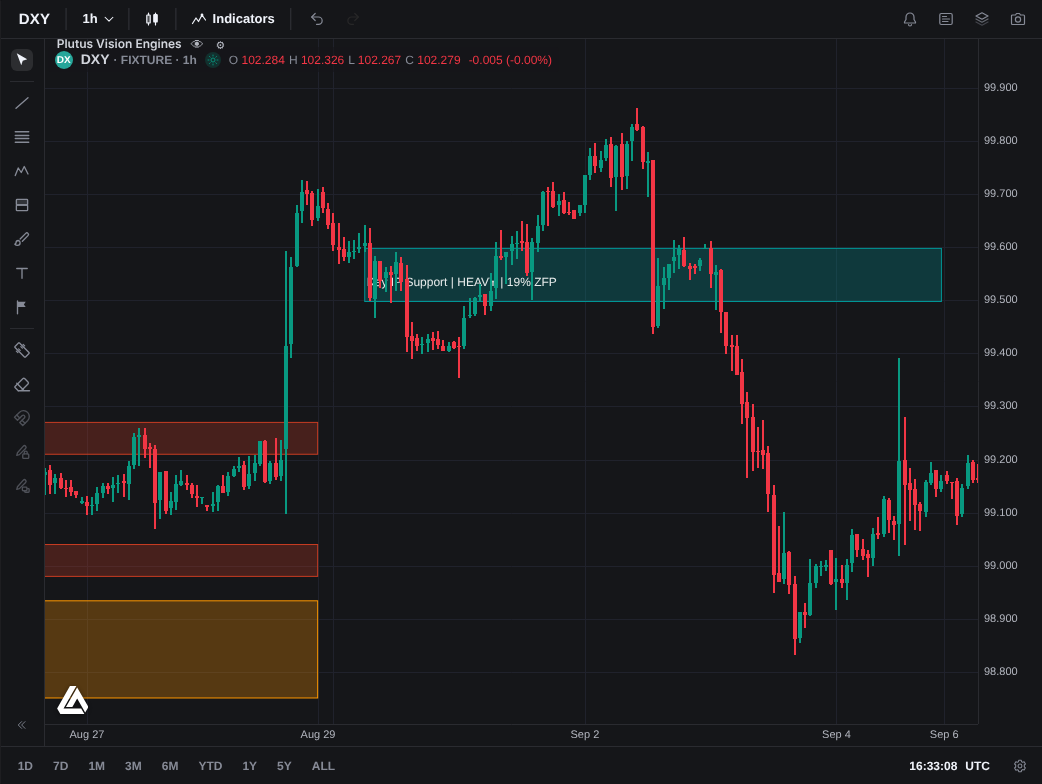 DXY 1h Indicators
Plutus Vision Engines
DX DXY · FIXTURE · 1h O 102.284 H 102.326 L 102.267 C 102.279 -0.005 (-0.00%)
99.900
99.800
99.700
99.600
Support | HEAVY | 19% ZFP
99.500
99.400
99.300
99.200
99.100
99.000
98.900
98.800
Aug 27 Aug 29 Sep 2 Sep 4 Sep 6
1D 7D 1M 3M 6M YTD 1Y 5Y ALL 16:33:08 UTC